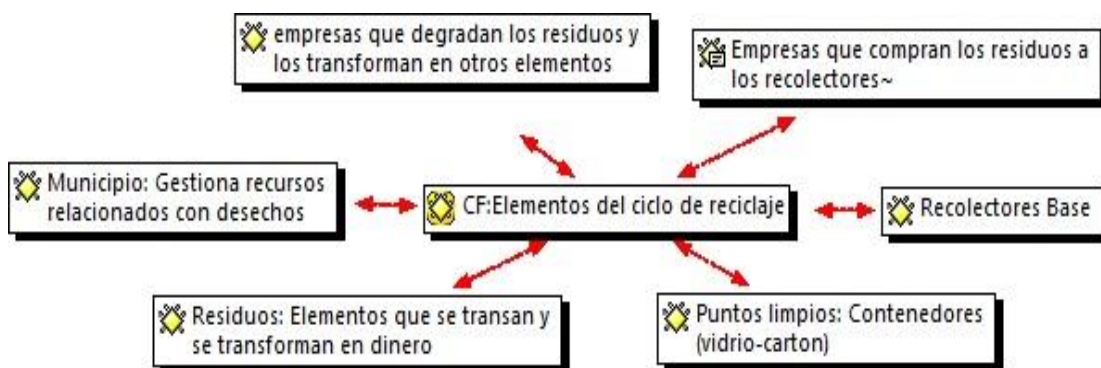 empresas que degradan los residuos y
los transforman en otros elementos
Empresas que compran los residuos a
los recolectores~
Municipio: Gestiona recursos
relacionados con desechos
CF:Elementos del ciclo de reciclaje
Recolectores Base
Residuos: Elementos que se transan y
se transforman en dinero
Puntos limpios: Contenedores
(vidrio-carton)